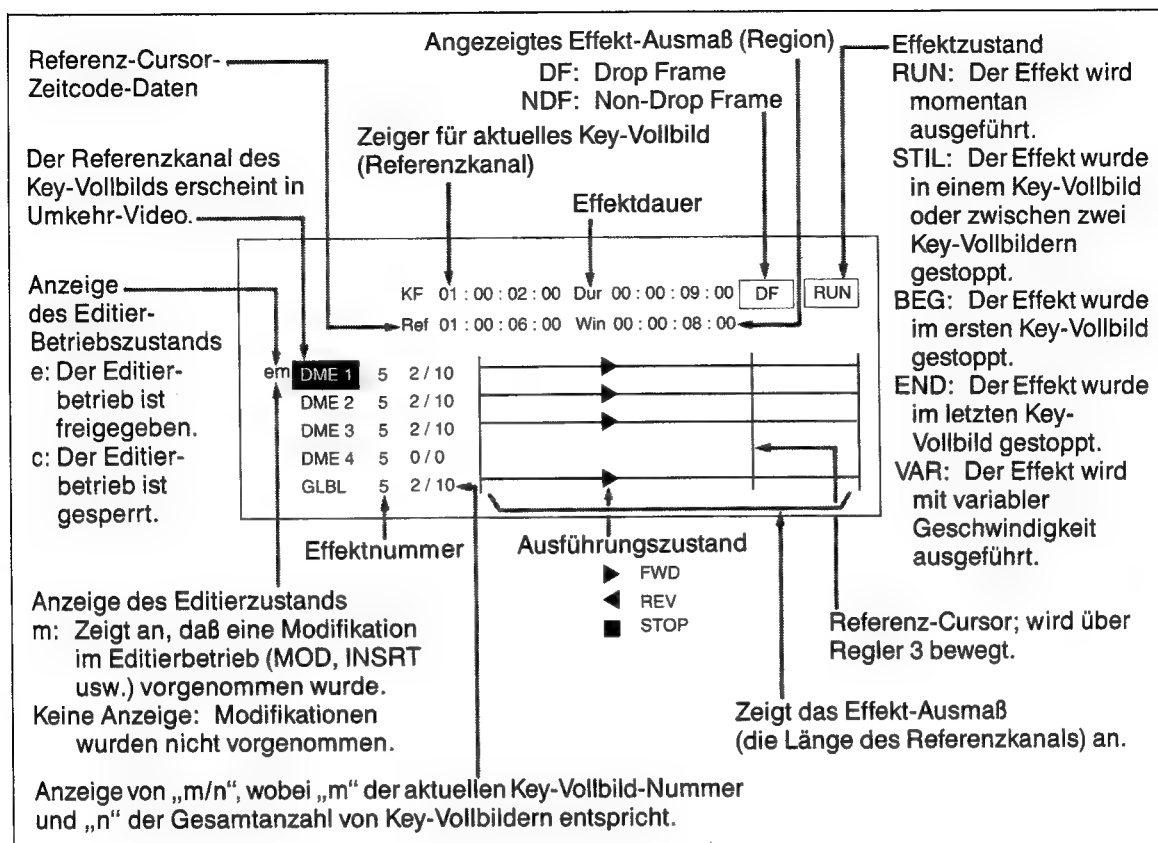 Referenz-Cursor-
Zeitcode-Daten
Angezeigtes Effekt-Ausmaß (Region)
DF: Drop Frame
NDF: Non-Drop Frame
Zeiger für aktuelles Key-Vollbild
(Referenzkanal)
Effektdauer
Der Referenzkanal des
Key-Vollbilds erscheint in
Umkehr-Video.
Anzeige
des Editier-
Betriebszustands
e: Der Editier-
betrieb ist
freigegeben.
c: Der Editier-
betrieb ist
gesperrt.
KF 01 : 00 : 02 : 00 Dur 00 : 00 : 09 : 00 DF RUN
Ref 01 : 00 : 06 : 00 Win 00 : 00 : 08 : 00
em DME 1 5 2 / 10
DME 2 5 2 / 10
DME 3 5 2 / 10
DME 4 5 0 / 0
GLBL 5 2 / 10
Effektzustand
RUN: Der Effekt wird
momentan
ausgeführt.
STIL: Der Effekt wurde
in einem Key-Vollbild
oder zwischen zwei
Key-Vollbildern
gestoppt.
BEG: Der Effekt wurde
im ersten Key-Vollbild
gestoppt.
END: Der Effekt wurde
im letzten Key-
Vollbild gestoppt.
VAR: Der Effekt wird
mit variabler
Geschwindigkeit
ausgeführt.
Effektnummer
Ausführungszustand
▶ FWD
◀ REV
■ STOP
Anzeige des Editierzustands
m: Zeigt an, daß eine Modifikation
im Editierbetrieb (MOD, INSRT
usw.) vorgenommen wurde.
Keine Anzeige: Modifikationen
wurden nicht vorgenommen.
Referenz-Cursor; wird über
Regler 3 bewegt.
Zeigt das Effekt-Ausmaß
(die Länge des Referenzkanals) an.
Anzeige von „m/n“, wobei „m“ der aktuellen Key-Vollbild-Nummer
und „n“ der Gesamtanzahl von Key-Vollbildern entspricht.